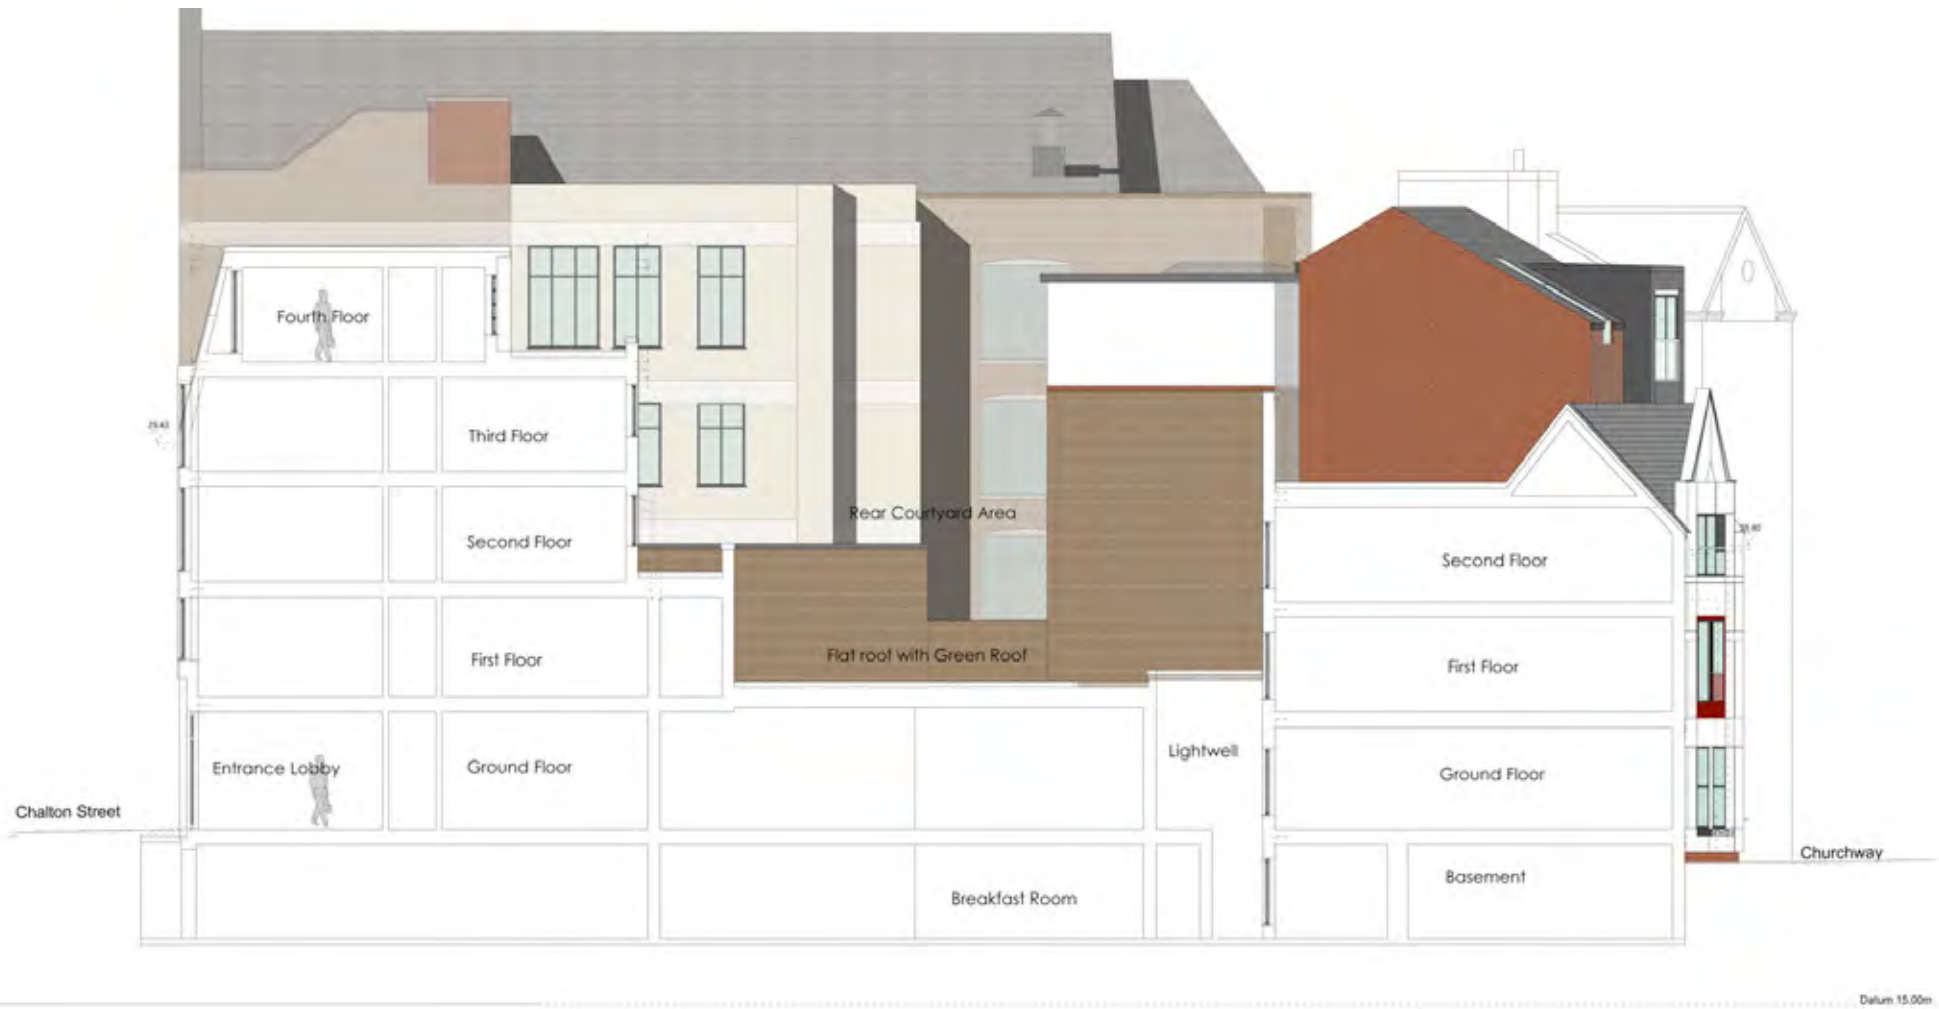 Fourth Floor
Third Floor
Second Floor
First Floor
Entrance Lobby
Ground Floor
Chalton Street
Rear Courtyard Area
Flat roof with Green Roof
Lightwell
Breakfast Room
Second Floor
First Floor
Ground Floor
Basement
Churchway
Datum 15.00m